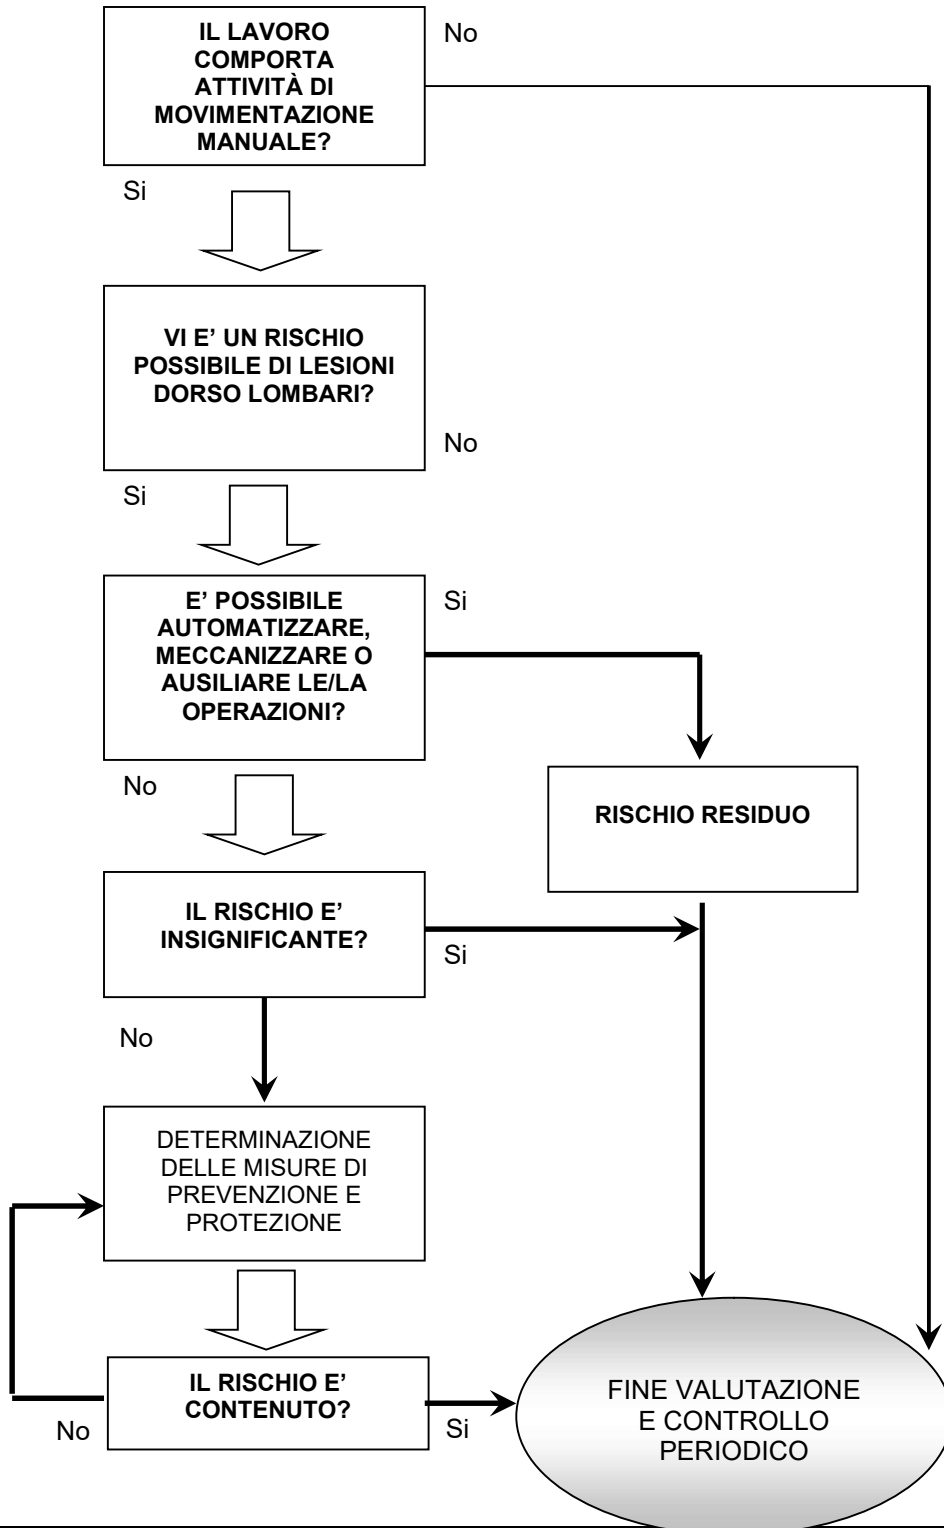 IL LAVORO
COMPORTA
ATTIVITÀ DI
MOVIMENTAZIONE
MANUALE?
No
Si
VI E’ UN RISCHIO
POSSIBILE DI LESIONI
DORSO LOMBARI?
No
Si
E’ POSSIBILE
AUTOMATIZZARE,
MECCANIZZARE O
AUSILIARE LE/LA
OPERAZIONI?
Si
No
RISCHIO RESIDUO
IL RISCHIO E’
INSIGNIFICANTE?
Si
No
DETERMINAZIONE
DELLE MISURE DI
PREVENZIONE E
PROTEZIONE
IL RISCHIO E’
CONTENUTO?
No
Si
FINE VALUTAZIONE
E CONTROLLO
PERIODICO